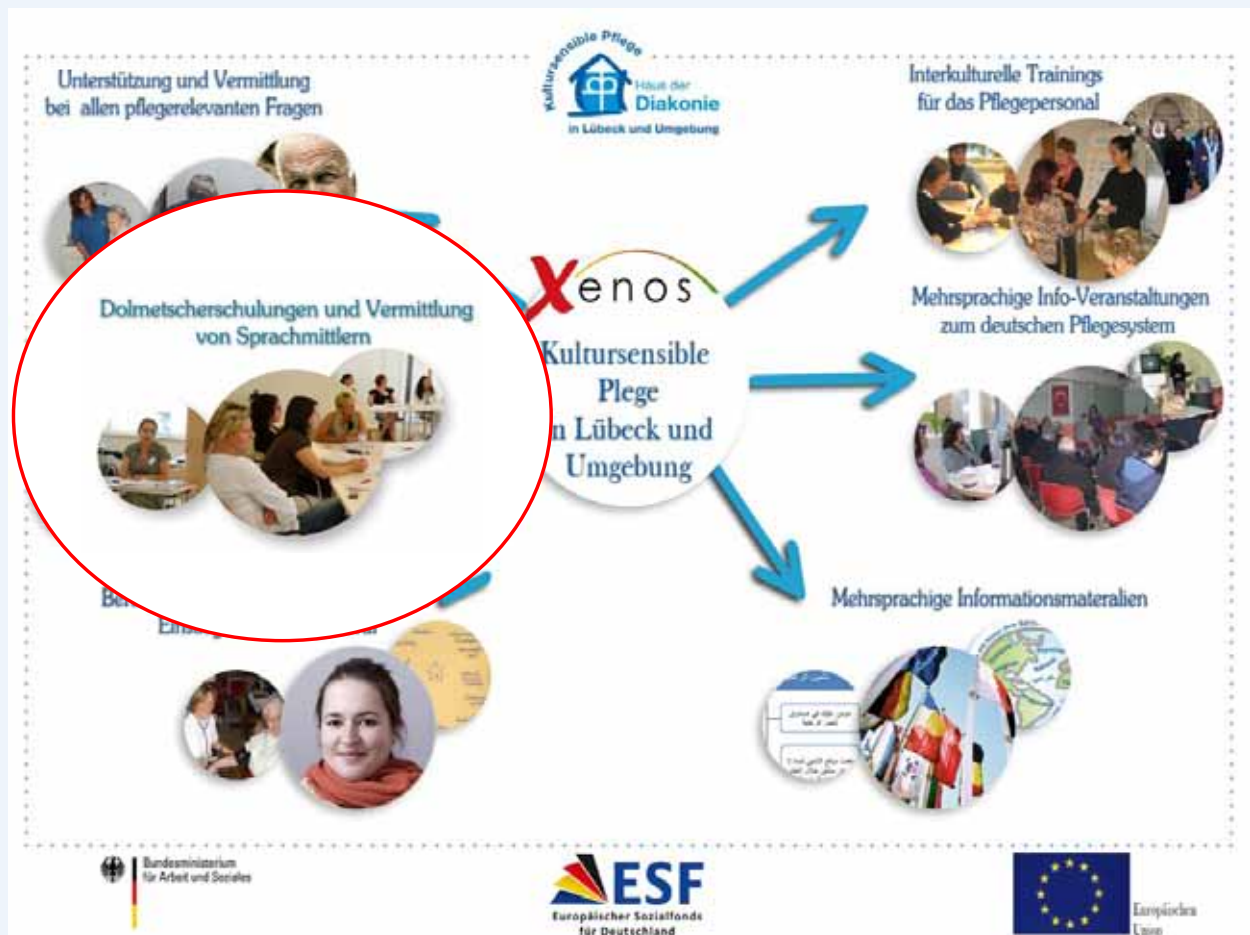 Kultursensible Pflege
Haus der
Diakonie
in Lübeck und Umgebung
Unterstützung und Vermittlung
bei allen pflegerelevanten Fragen
Interkulturelle Trainings
für das Pflegepersonal
Dolmetscherschulungen und Vermittlung
von Sprachmittlern
Xenos
Kultursensible
Plege
in Lübeck und
Umgebung
Mehrsprachige Info-Veranstaltungen
zum deutschen Pflegesystem
Mehrsprachige Informationsmateralien
Bundesministerium
für Arbeit und Soziales
ESF
Europäischer Sozialfonds
für Deutschland
Europäischen
Union